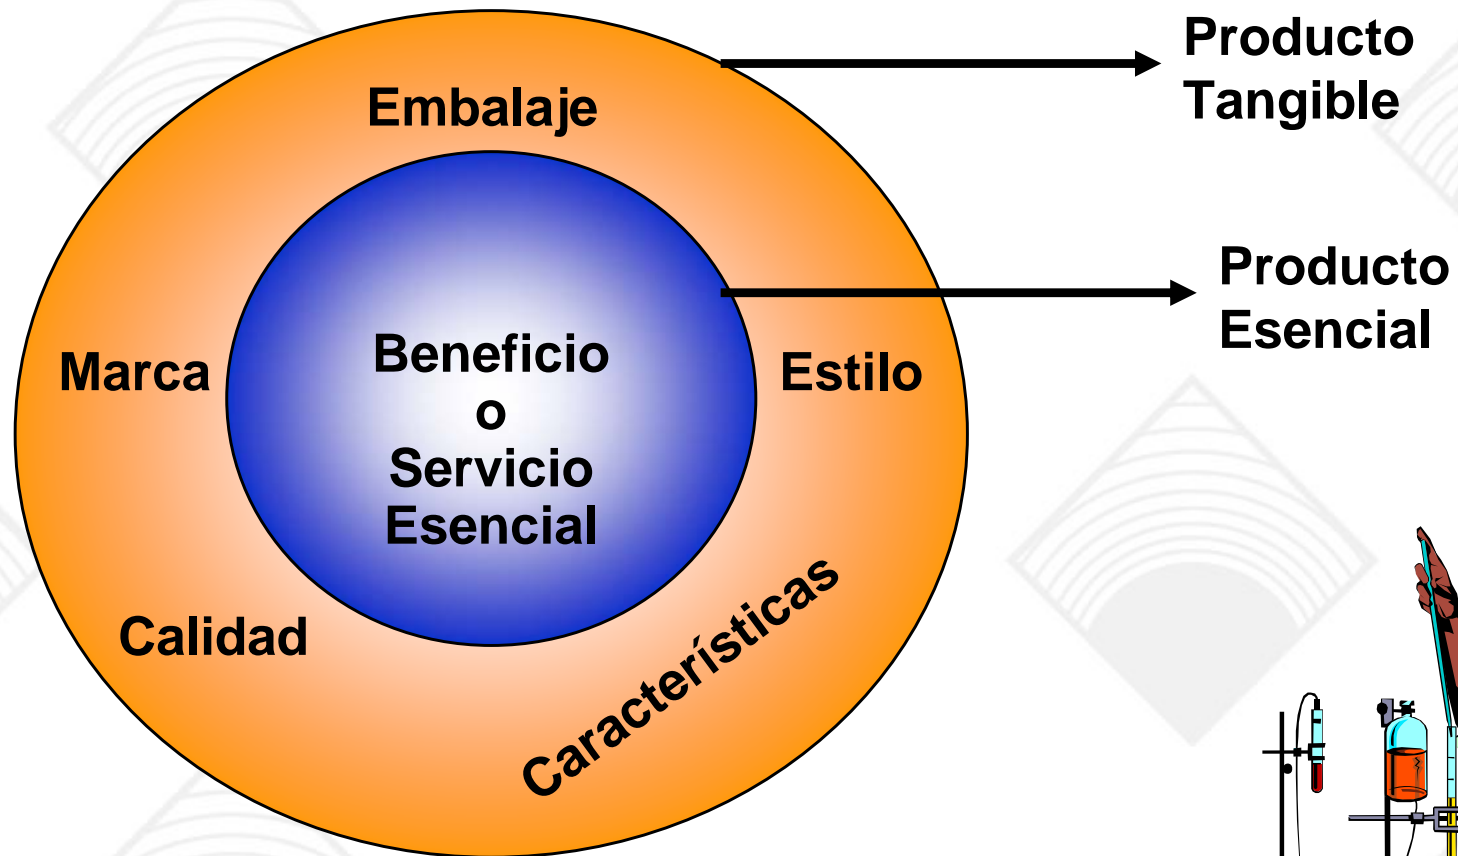 Producto
Tangible
Embalaje
Producto
Esencial
Marca
Beneficio
o
Servicio
Esencial
Estilo
Calidad
Características